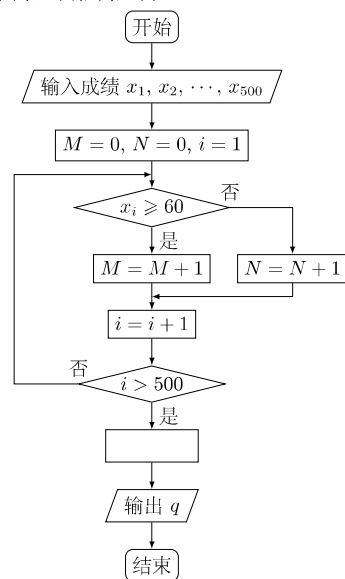 开始
输入成绩 x₁, x₂, ⋯, x₅₀₀
M = 0, N = 0, i = 1
否
xᵢ ⩾ 60
是
M = M + 1
N = N + 1
i = i + 1
否
i > 500
是
输出 q
结束